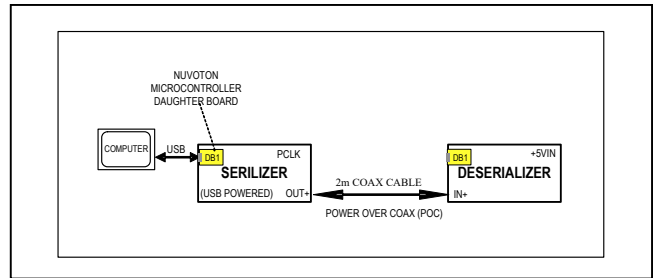 NUVOTON
MICROCONTROLLER
DAUGHTER BOARD
COMPUTER
USB
DB1
PCLK
SERILIZER
(USB POWERED) OUT+
2m COAX CABLE
POWER OVER COAX (POC)
DB1
+5VIN
DESERIALIZER
IN+